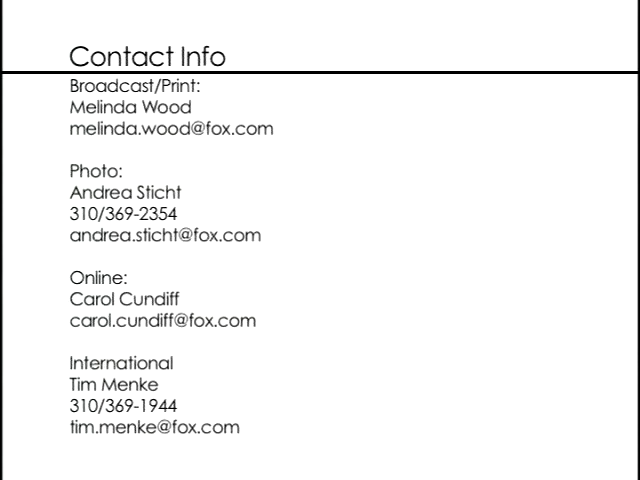 Contact Info
Broadcast/Print:
Melinda Wood
melinda.wood@fox.com
Photo:
Andrea Sticht
310/369-2354
andrea.sticht@fox.com
Online:
Carol Cundiff
carol.cundiff@fox.com
International
Tim Menke
310/369-1944
tim.menke@fox.com